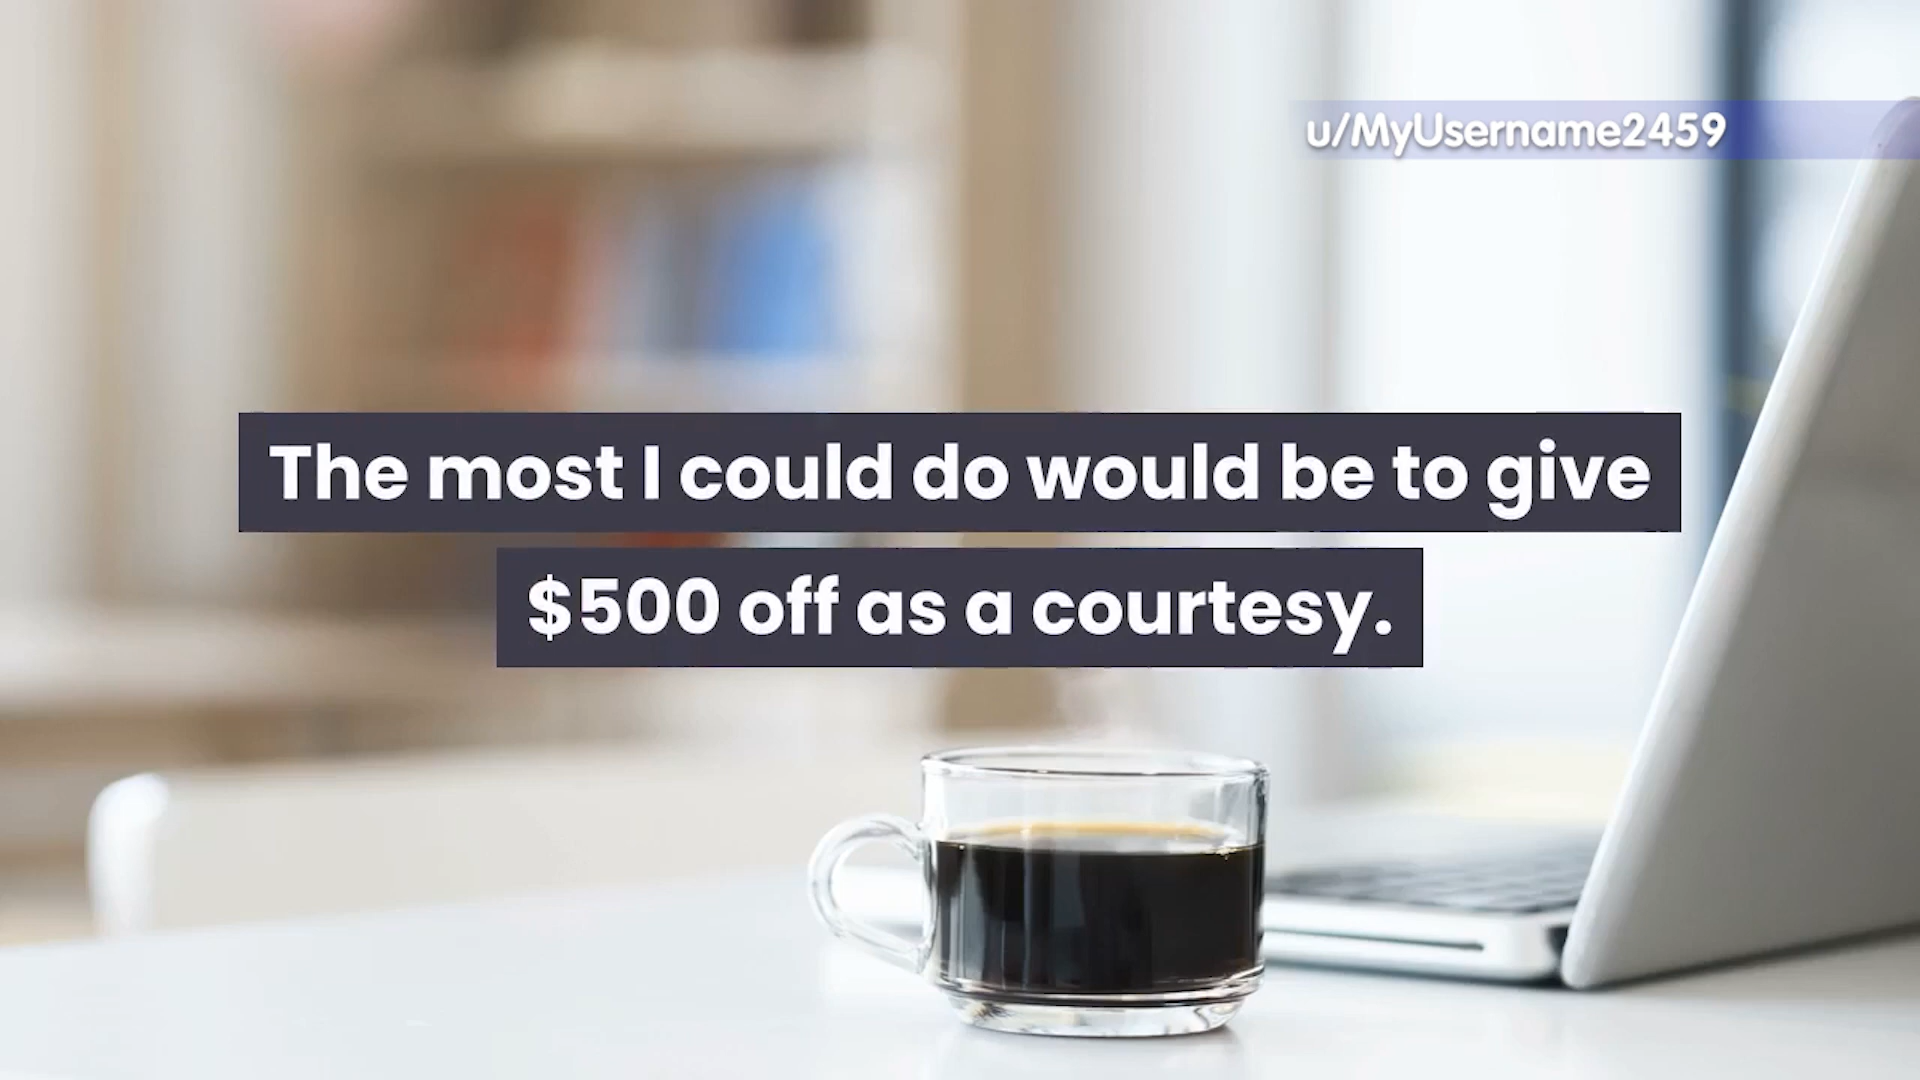 u/MyUsername2459
The most I could do would be to give
$500 off as a courtesy.